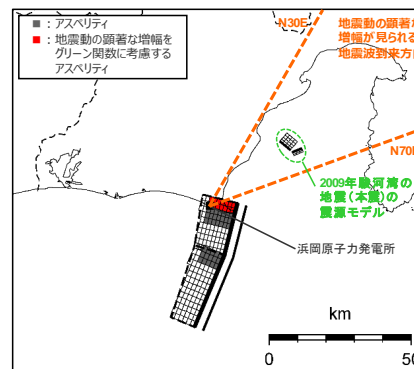 ■：アスペリティ
■：地震動の顕著な増幅を
グリーン関数に考慮する
アスペリティ
N30E
地震動の顕著な
増幅が見られる
地震波到来方向
N70E
2009年駿河湾の
地震（本震）の
震源モデル
浜岡原子力発電所
km
0
50